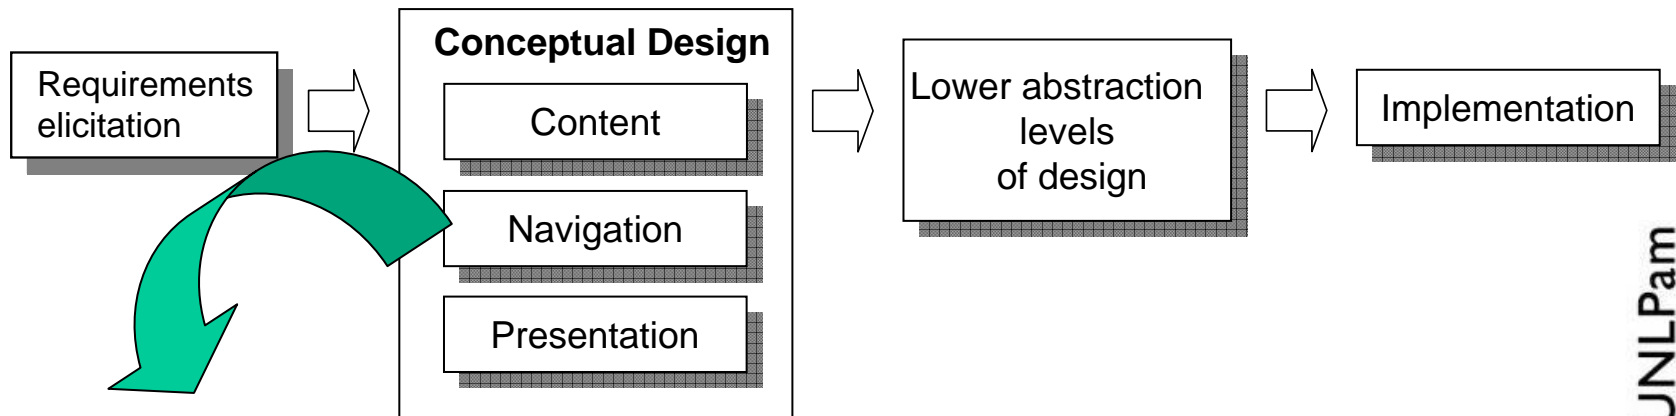 Requirements
elicitation
Conceptual Design
Content
Navigation
Presentation
Lower abstraction
levels
of design
Implementation
UNLPam